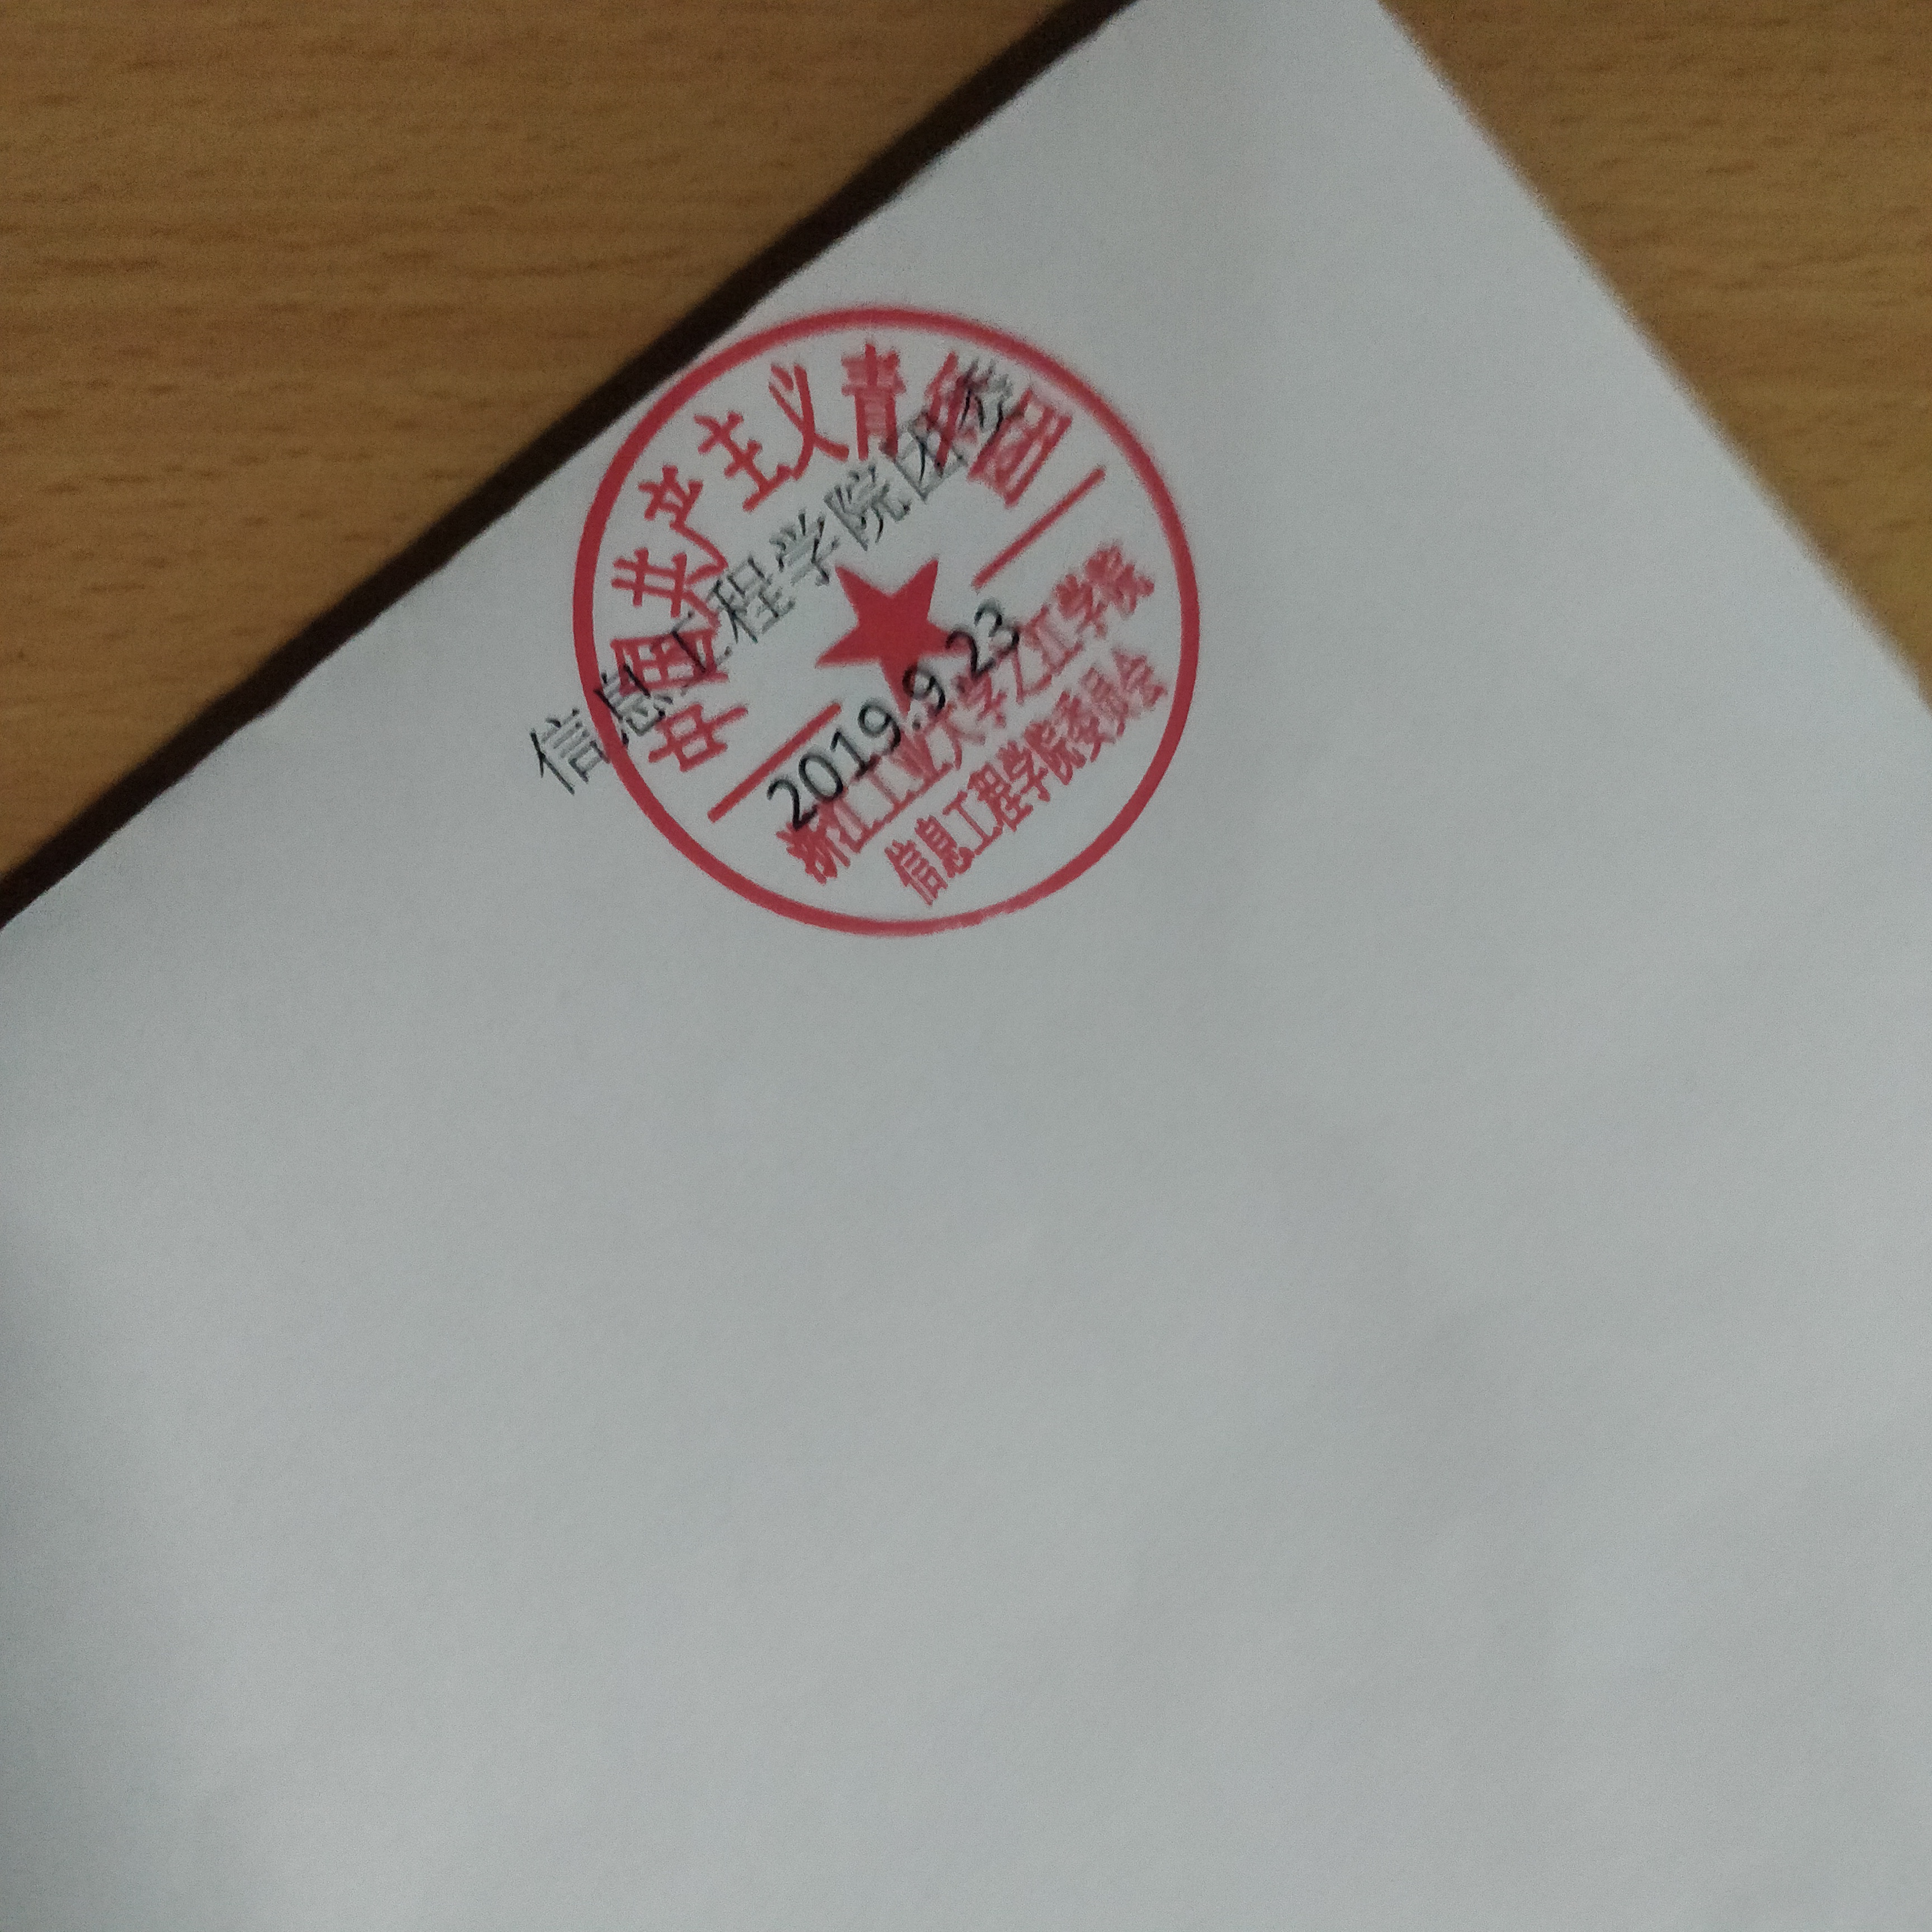 中国共产主义青年团
信息工程学院团委
2019.9.23
浙江工业大学之江学院
信息工程学院委员会